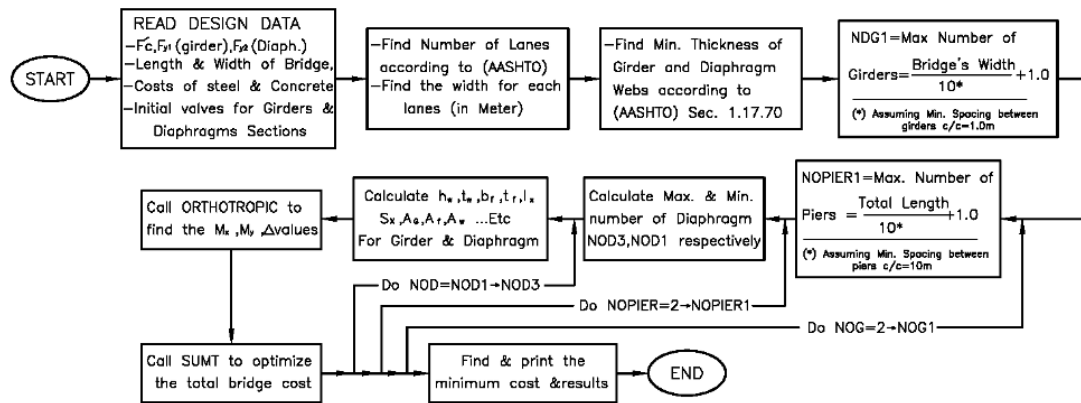 START
READ DESIGN DATA
-F́c,Fy1(girder),Fy2(Diaph.)
-Length & Width of Bridge,
-Costs of steel & Concrete
-Initial valves for Girders &
Diaphragms Sections
-Find Number of Lanes
according to (AASHTO)
-Find the width for each
lanes (in Meter)
-Find Min. Thickness of
Girder and Diaphragm
Webs according to
(AASHTO) Sec. 1.17.70
NDG1=Max Number of
Girders=Bridge's Width/10*+1.0
(*) Assuming Min. Spacing between
girders c/c=1.0m
NOPIER1=Max. Number of
Piers =Total Length/10*+1.0
(*) Assuming Min. Spacing between
piers c/c=10m
Calculate Max. & Min.
number of Diaphragm
NOD3,NOD1 respectively
Calculate hw,tw,bf,tf,Ix
Sx,AG,Af,Aw ...Etc
For Girder & Diaphragm
Call ORTHOTROPIC to
find the Mx,My,Δvalues
Do NOD=NOD1→NOD3
Do NOPIER=2→NOPIER1
Do NOG=2→NOG1
Call SUMT to optimize
the total bridge cost
Find & print the
minimum cost &results
END